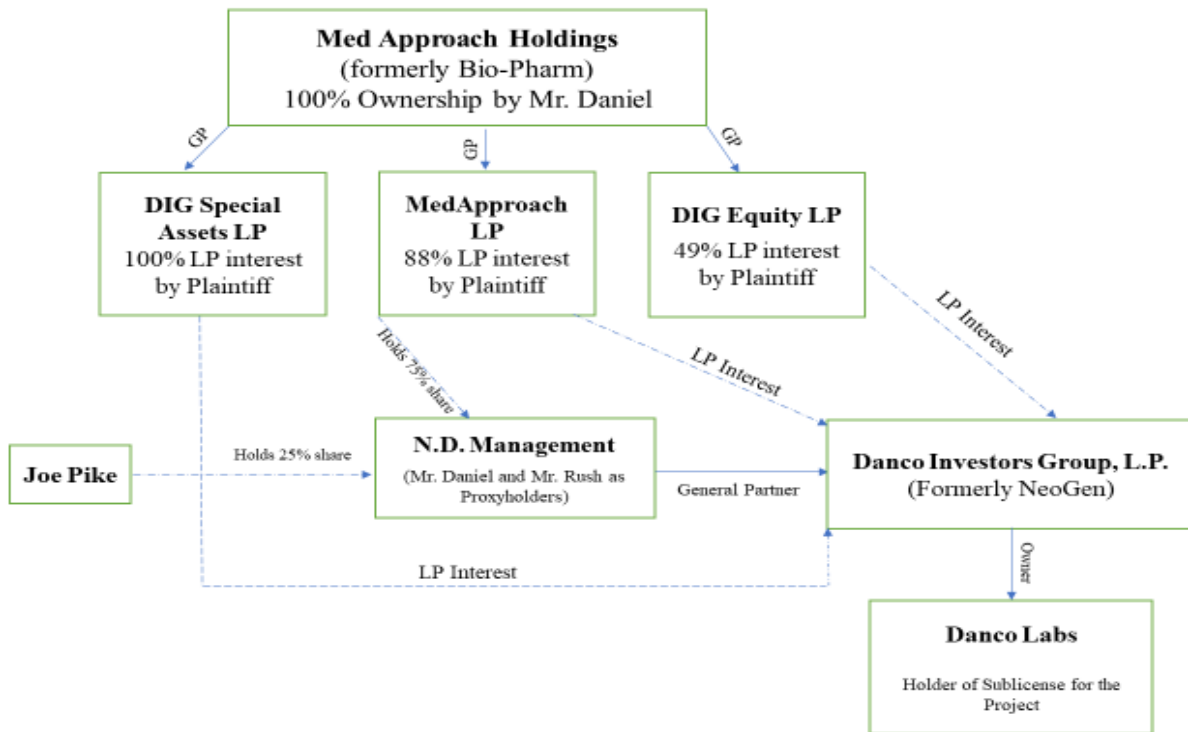 Med Approach Holdings
(formerly Bio-Pharm)
100% Ownership by Mr. Daniel
GP
GP
GP
DIG Special
Assets LP
100% LP interest
by Plaintiff
MedApproach
LP
88% LP interest
by Plaintiff
DIG Equity LP
49% LP interest
by Plaintiff
Holds 75% share
LP Interest
LP Interest
Joe Pike
Holds 25% share
N.D. Management
(Mr. Daniel and Mr. Rush as
Proxyholders)
General Partner
Danco Investors Group, L.P.
(Formerly NeoGen)
LP Interest
Owner
Danco Labs
Holder of Sublicense for the
Project